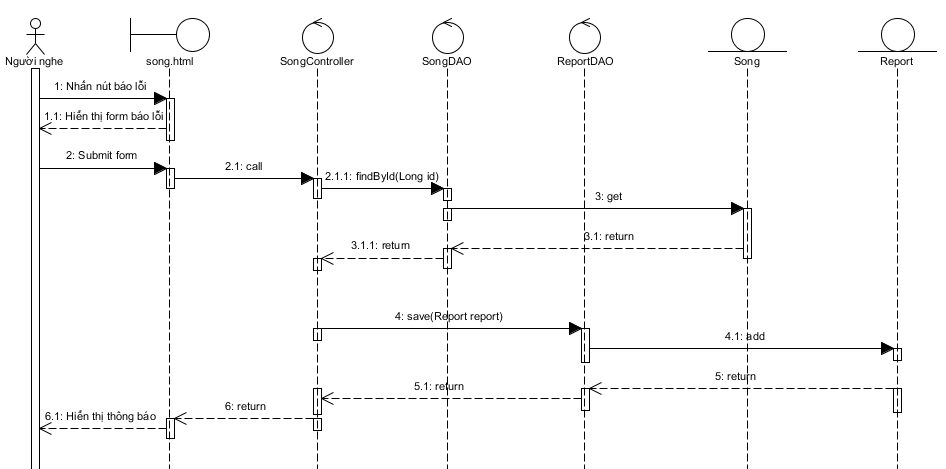 Người nghe
song.html
SongController
SongDAO
ReportDAO
Song
Report
1: Nhấn nút báo lỗi
1.1: Hiển thị form báo lỗi
2: Submit form
2.1: call
2.1.1: findById(Long id)
3: get
3.1: return
3.1.1: return
4: save(Report report)
4.1: add
5: return
5.1: return
6: return
6.1: Hiển thị thông báo